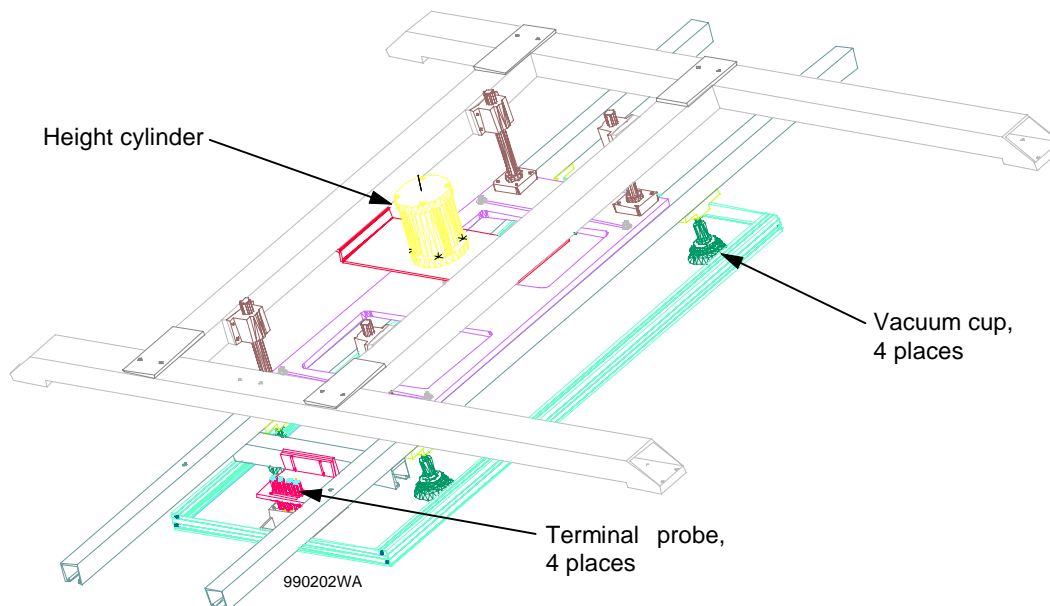 Height cylinder
Vacuum cup,
4 places
Terminal probe,
4 places
990202WA